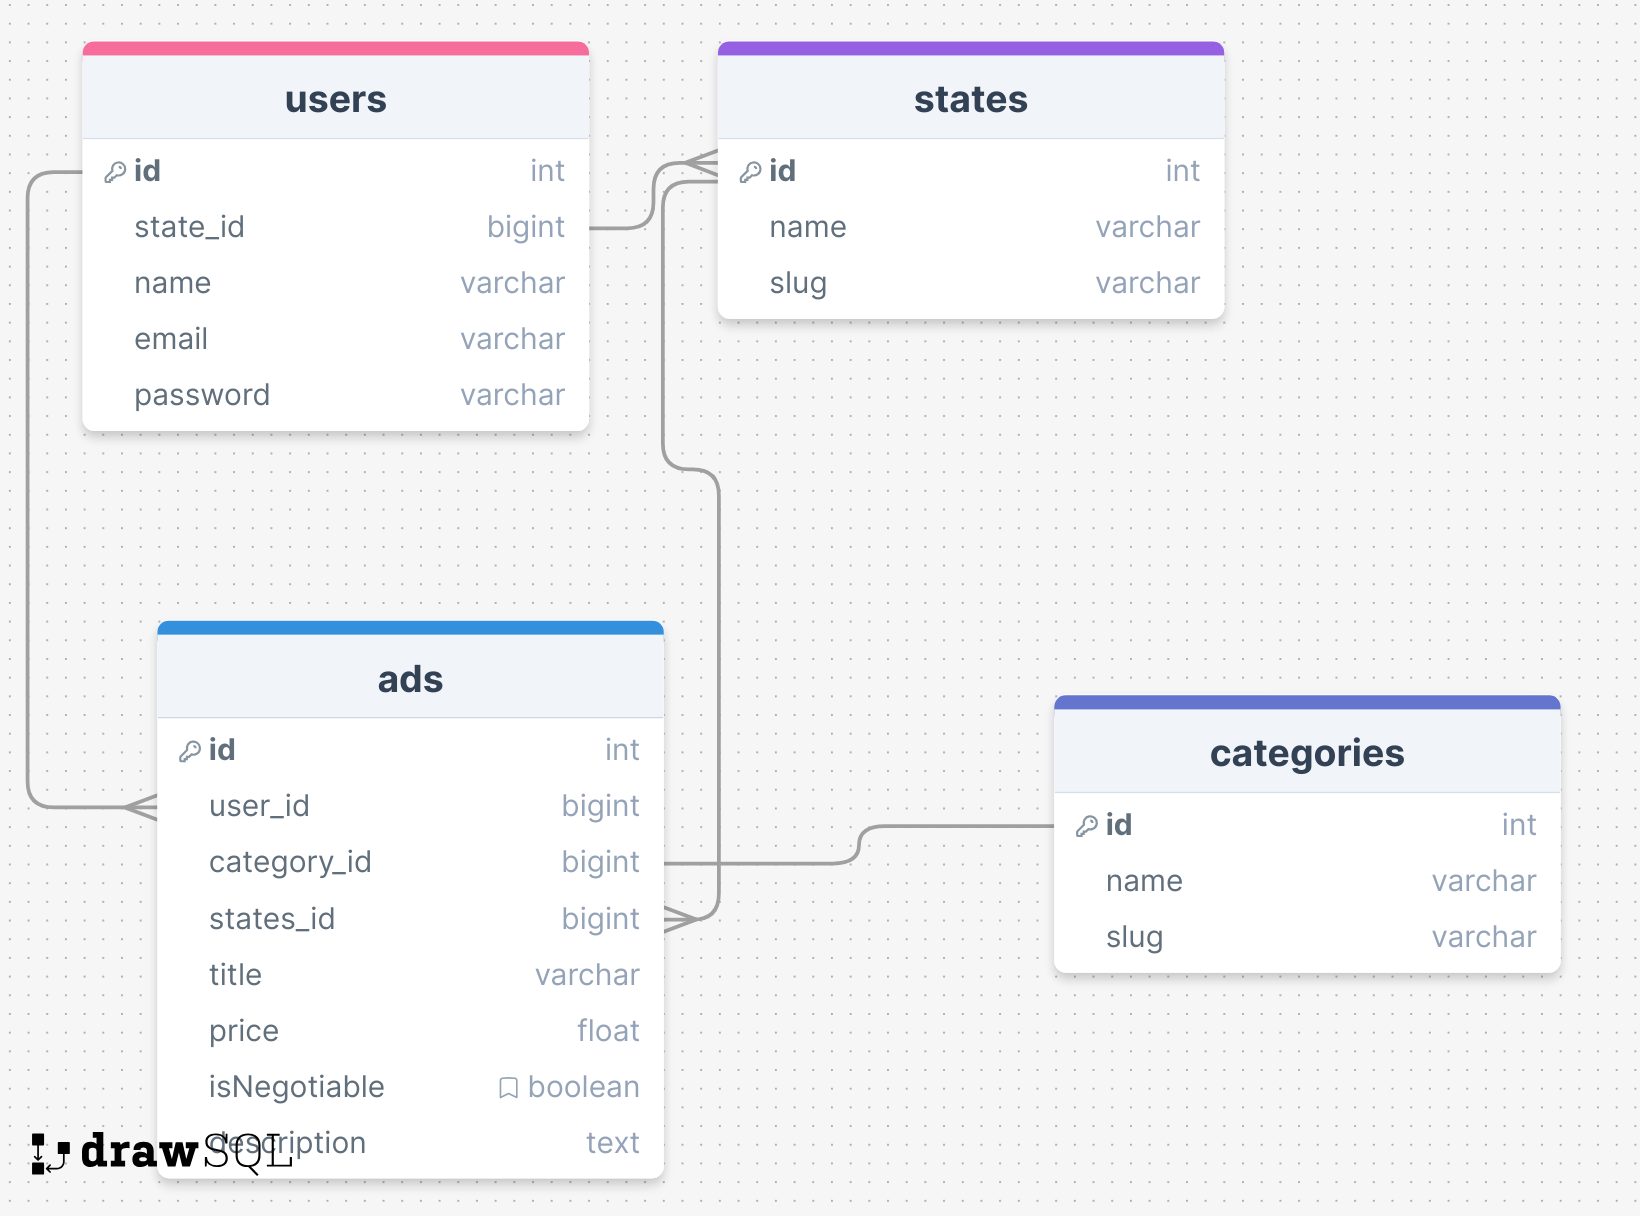 users
id int
state_id bigint
name varchar
email varchar
password varchar
states
id int
name varchar
slug varchar
ads
id int
user_id bigint
category_id bigint
states_id bigint
title varchar
price float
isNegotiable boolean
description text
categories
id int
name varchar
slug varchar
drawSQL